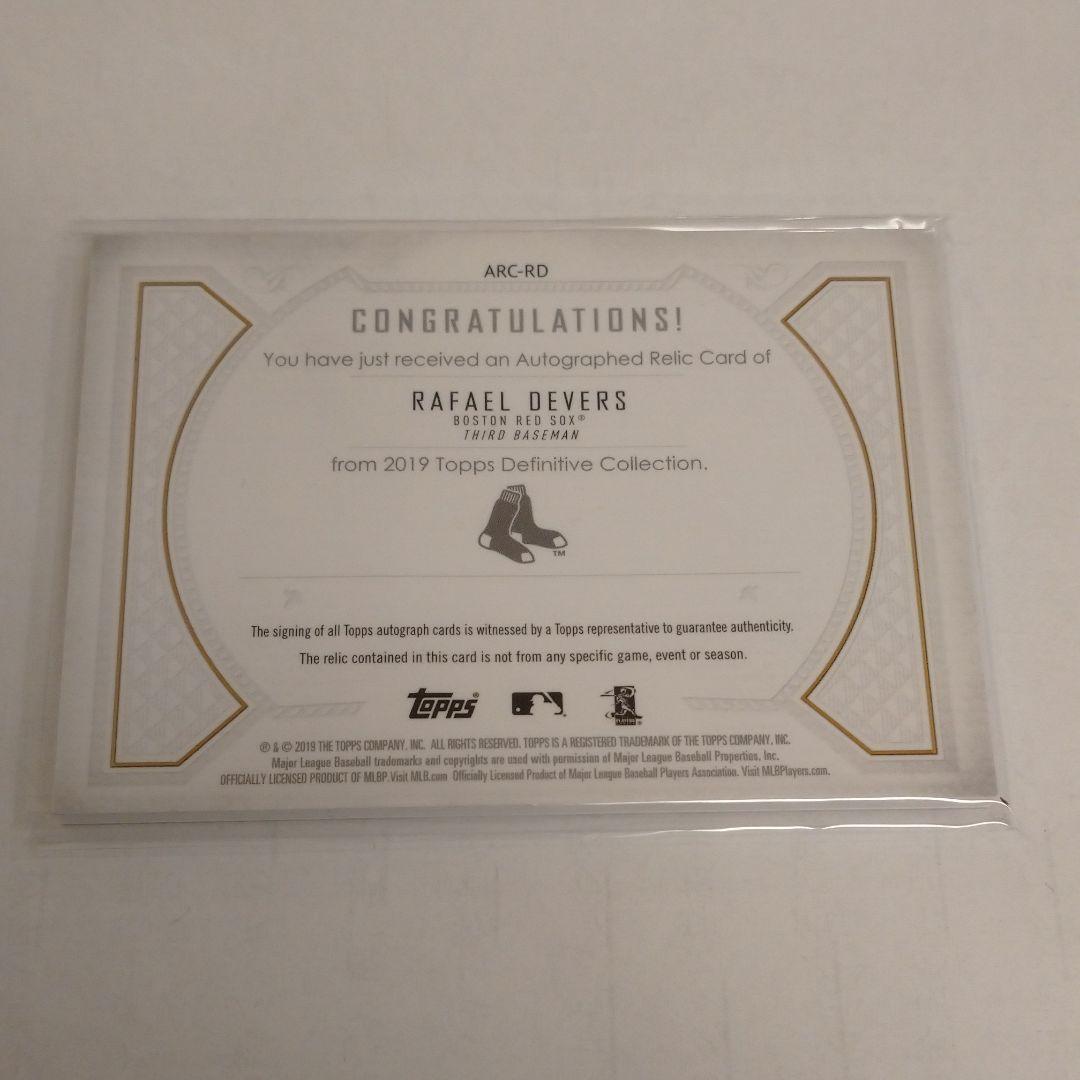 ARC-RD
CONGRATULATIONS!
You have just received an Autographed Relic Card of
RAFAEL DEVERS
BOSTON RED SOX®
THIRD BASEMAN
from 2019 Topps Definitive Collection.
TM
The signing of all Topps autograph cards is witnessed by a Topps representative to guarantee authenticity.
The relic contained in this card is not from any specific game, event or season.
topps®
® & © 2019 THE TOPPS COMPANY, INC. ALL RIGHTS RESERVED. TOPPS IS A REGISTERED TRADEMARK OF THE TOPPS COMPANY, INC.
Major League Baseball trademarks and copyrights are used with permission of Major League Baseball Properties, Inc.
OFFICIALLY LICENSED PRODUCT OF MLBP. Visit MLB.com Officially Licensed Product of Major League Baseball Players Association. Visit MLBPlayers.com.